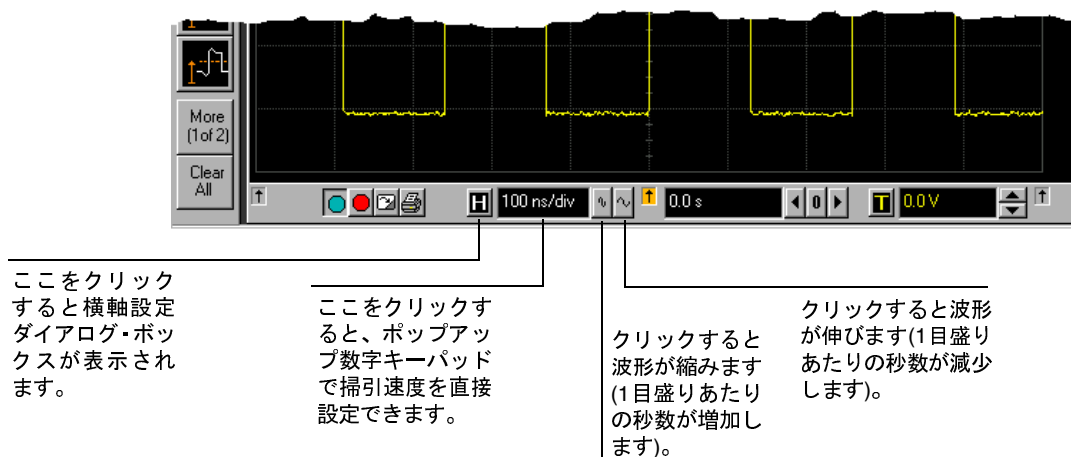 More
(1of 2)
Clear
All
H
100 ns/div
0.0 s
0
T
0.0 V
ここをクリック
すると横軸設定
ダイアログ・ボッ
クスが表示され
ます。
ここをクリックす
ると、ポップアッ
プ数字キーパッド
で掃引速度を直接
設定できます。
クリックすると
波形が縮みます
(1目盛りあたり
の秒数が増加し
ます)。
クリックすると波形
が伸びます(1目盛り
あたりの秒数が減少
します)。